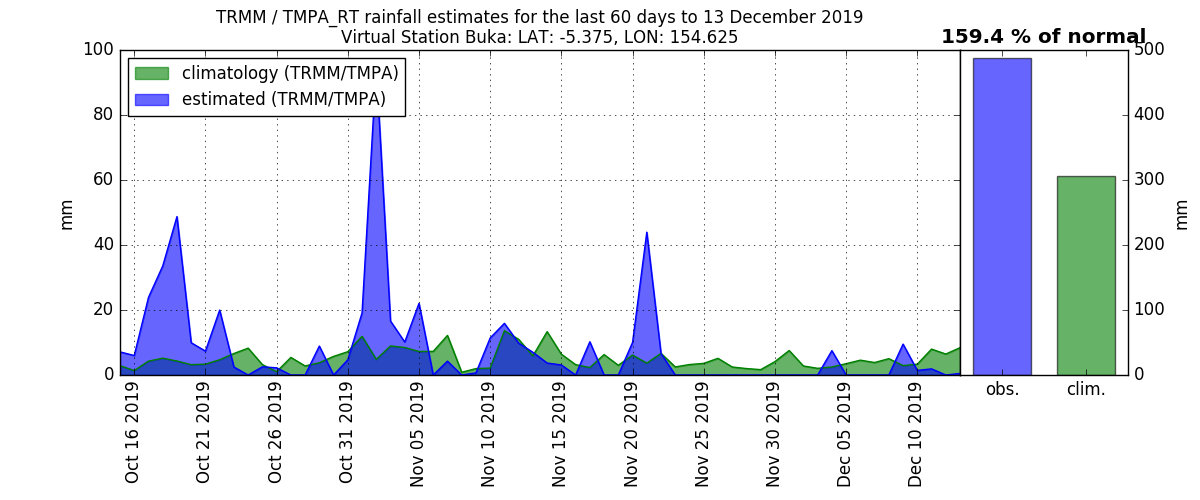 TRMM / TMPA_RT rainfall estimates for the last 60 days to 13 December 2019
Virtual Station Buka: LAT: -5.375, LON: 154.625
159.4 % of normal
climatology (TRMM/TMPA)
estimated (TRMM/TMPA)
100
80
60
40
20
0
mm
500
400
300
200
100
0
mm
Oct 16 2019
Oct 21 2019
Oct 26 2019
Oct 31 2019
Nov 05 2019
Nov 10 2019
Nov 15 2019
Nov 20 2019
Nov 25 2019
Nov 30 2019
Dec 05 2019
Dec 10 2019
obs.
clim.